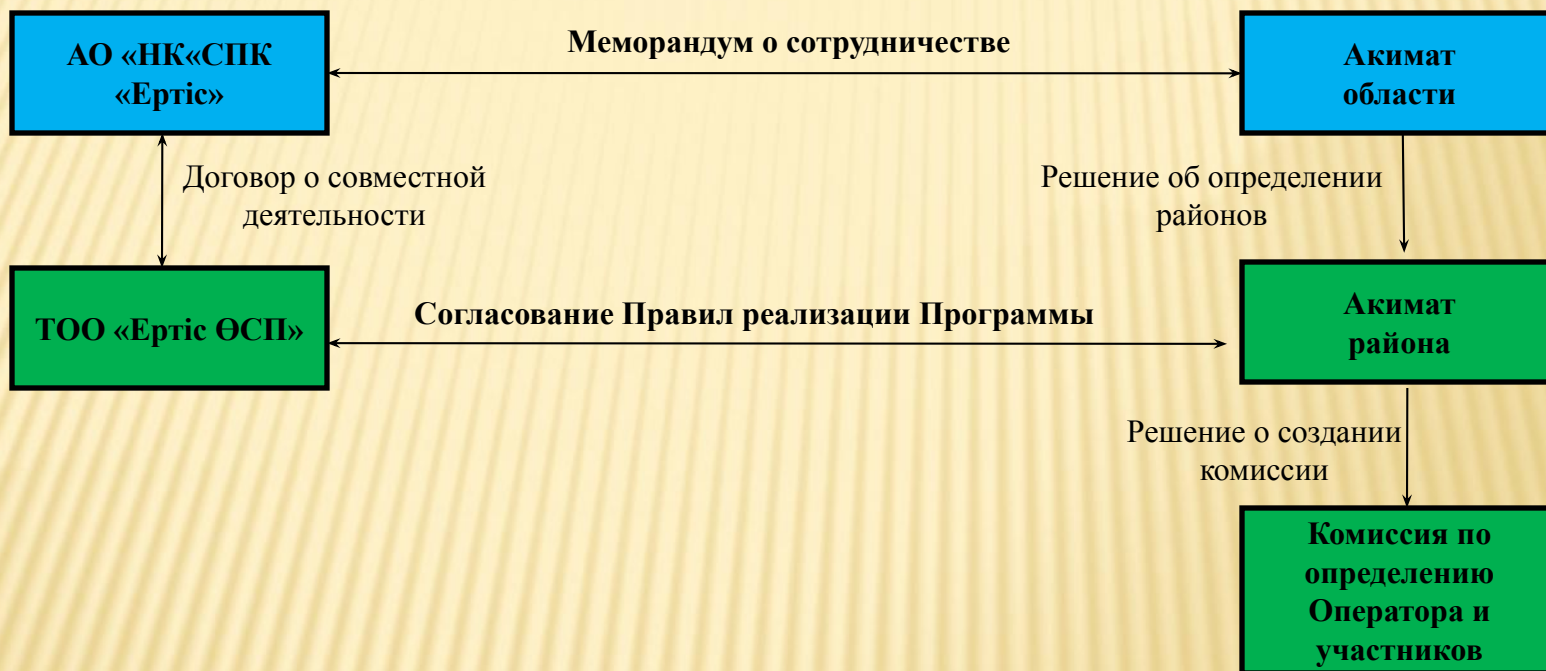 АО «НК«СПК
«Ертіс»
Меморандум о сотрудничестве
Акимат
области
Договор о совместной
деятельности
Решение об определении
районов
ТОО «Ертіс ӨСП»
Согласование Правил реализации Программы
Акимат
района
Решение о создании
комиссии
Комиссия по
определению
Оператора и
участников